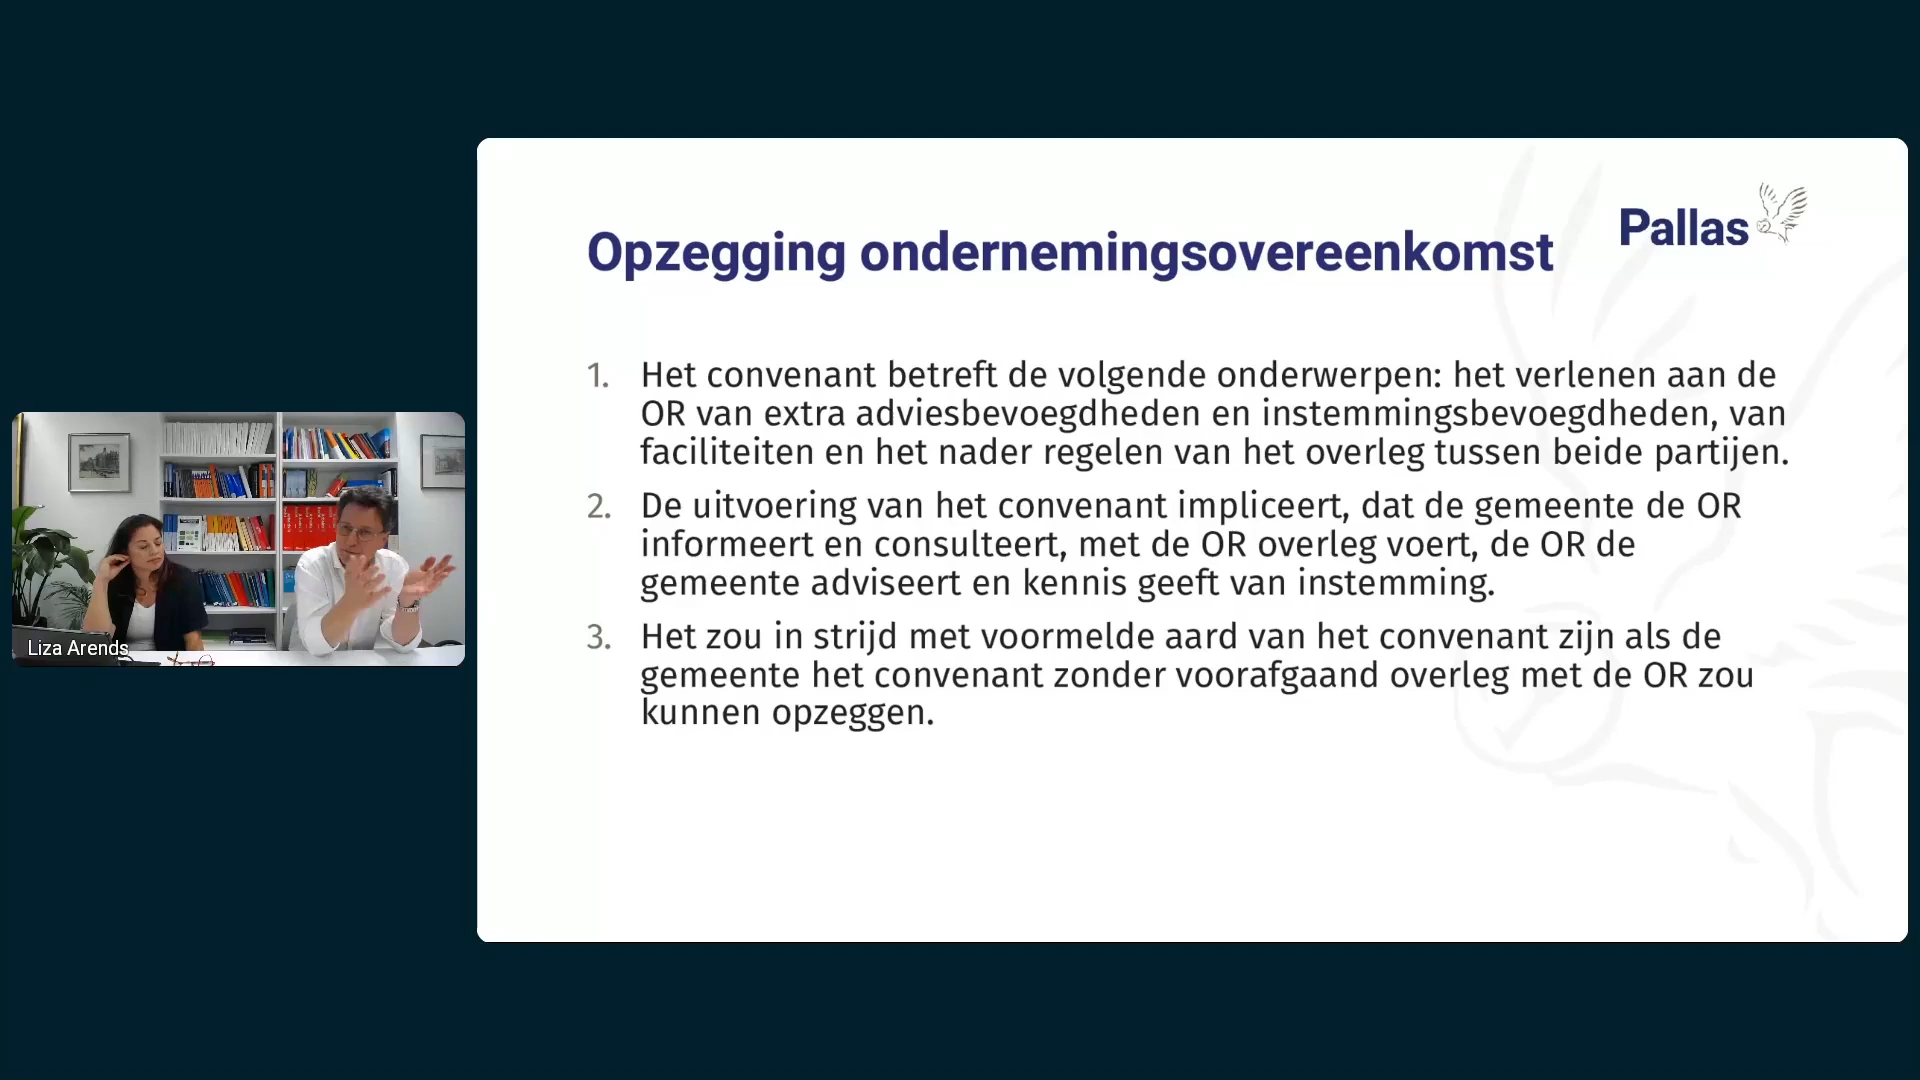 Pallas
Opzegging ondernemingsovereenkomst
1. Het convenant betreft de volgende onderwerpen: het verlenen aan de
OR van extra adviesbevoegdheden en instemmingsbevoegdheden, van
faciliteiten en het nader regelen van het overleg tussen beide partijen.
2. De uitvoering van het convenant impliceert, dat de gemeente de OR
informeert en consulteert, met de OR overleg voert, de OR de
gemeente adviseert en kennis geeft van instemming.
3. Het zou in strijd met voormelde aard van het convenant zijn als de
gemeente het convenant zonder voorafgaand overleg met de OR zou
kunnen opzeggen.
Liza Arends